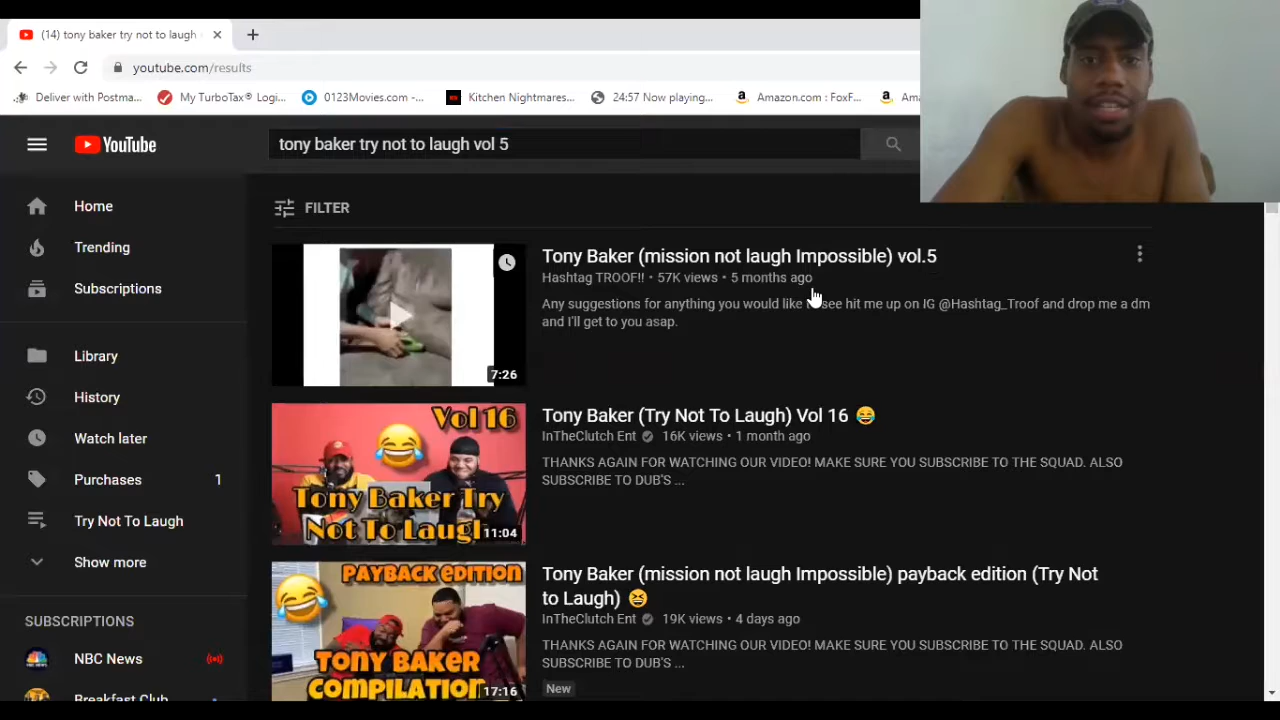 (14) tony baker try not to laugh
youtube.com/results
Deliver with Postma...
My TurboTax® Logi...
0123Movies.com -...
Kitchen Nightmares...
24:57 Now playing...
Amazon.com : FoxF...
Am
YouTube
tony baker try not to laugh vol 5
Home
Trending
Subscriptions
Library
History
Watch later
Purchases 1
Try Not To Laugh
Show more
SUBSCRIPTIONS
NBC News
Breakfast Club
FILTER
7:26
Tony Baker (mission not laugh Impossible) vol.5
Hashtag TROOF!! • 57K views • 5 months ago
Any suggestions for anything you would like to see hit me up on IG @Hashtag_Troof and drop me a dm
and I'll get to you asap.
Vol 16
Tony Baker Try
Not To Laugh
11:04
Tony Baker (Try Not To Laugh) Vol 16 😂
InTheClutch Ent 16K views • 1 month ago
THANKS AGAIN FOR WATCHING OUR VIDEO! MAKE SURE YOU SUBSCRIBE TO THE SQUAD. ALSO
SUBSCRIBE TO DUB'S ...
PAYBACK EDITION
TONY BAKER
COMPILATION
17:16
Tony Baker (mission not laugh Impossible) payback edition (Try Not
to Laugh) 😆
InTheClutch Ent 19K views • 4 days ago
THANKS AGAIN FOR WATCHING OUR VIDEO! MAKE SURE YOU SUBSCRIBE TO THE SQUAD. ALSO
SUBSCRIBE TO DUB'S ...
New